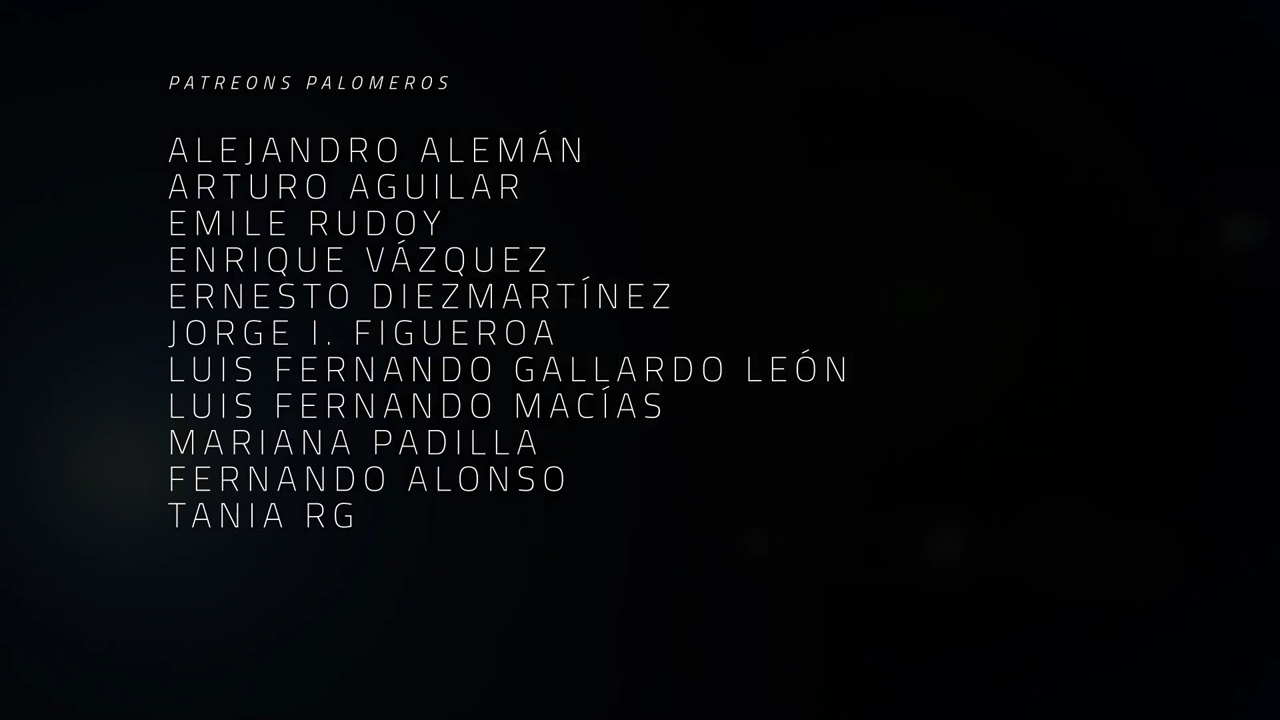 PATREONS PALOMEROS
ALEJANDRO ALEMÁN
ARTURO AGUILAR
EMILE RUDOY
ENRIQUE VÁZQUEZ
ERNESTO DIEZMARTÍNEZ
JORGE I. FIGUEROA
LUIS FERNANDO GALLARDO LEÓN
LUIS FERNANDO MACÍAS
MARIANA PADILLA
FERNANDO ALONSO
TANIA RG